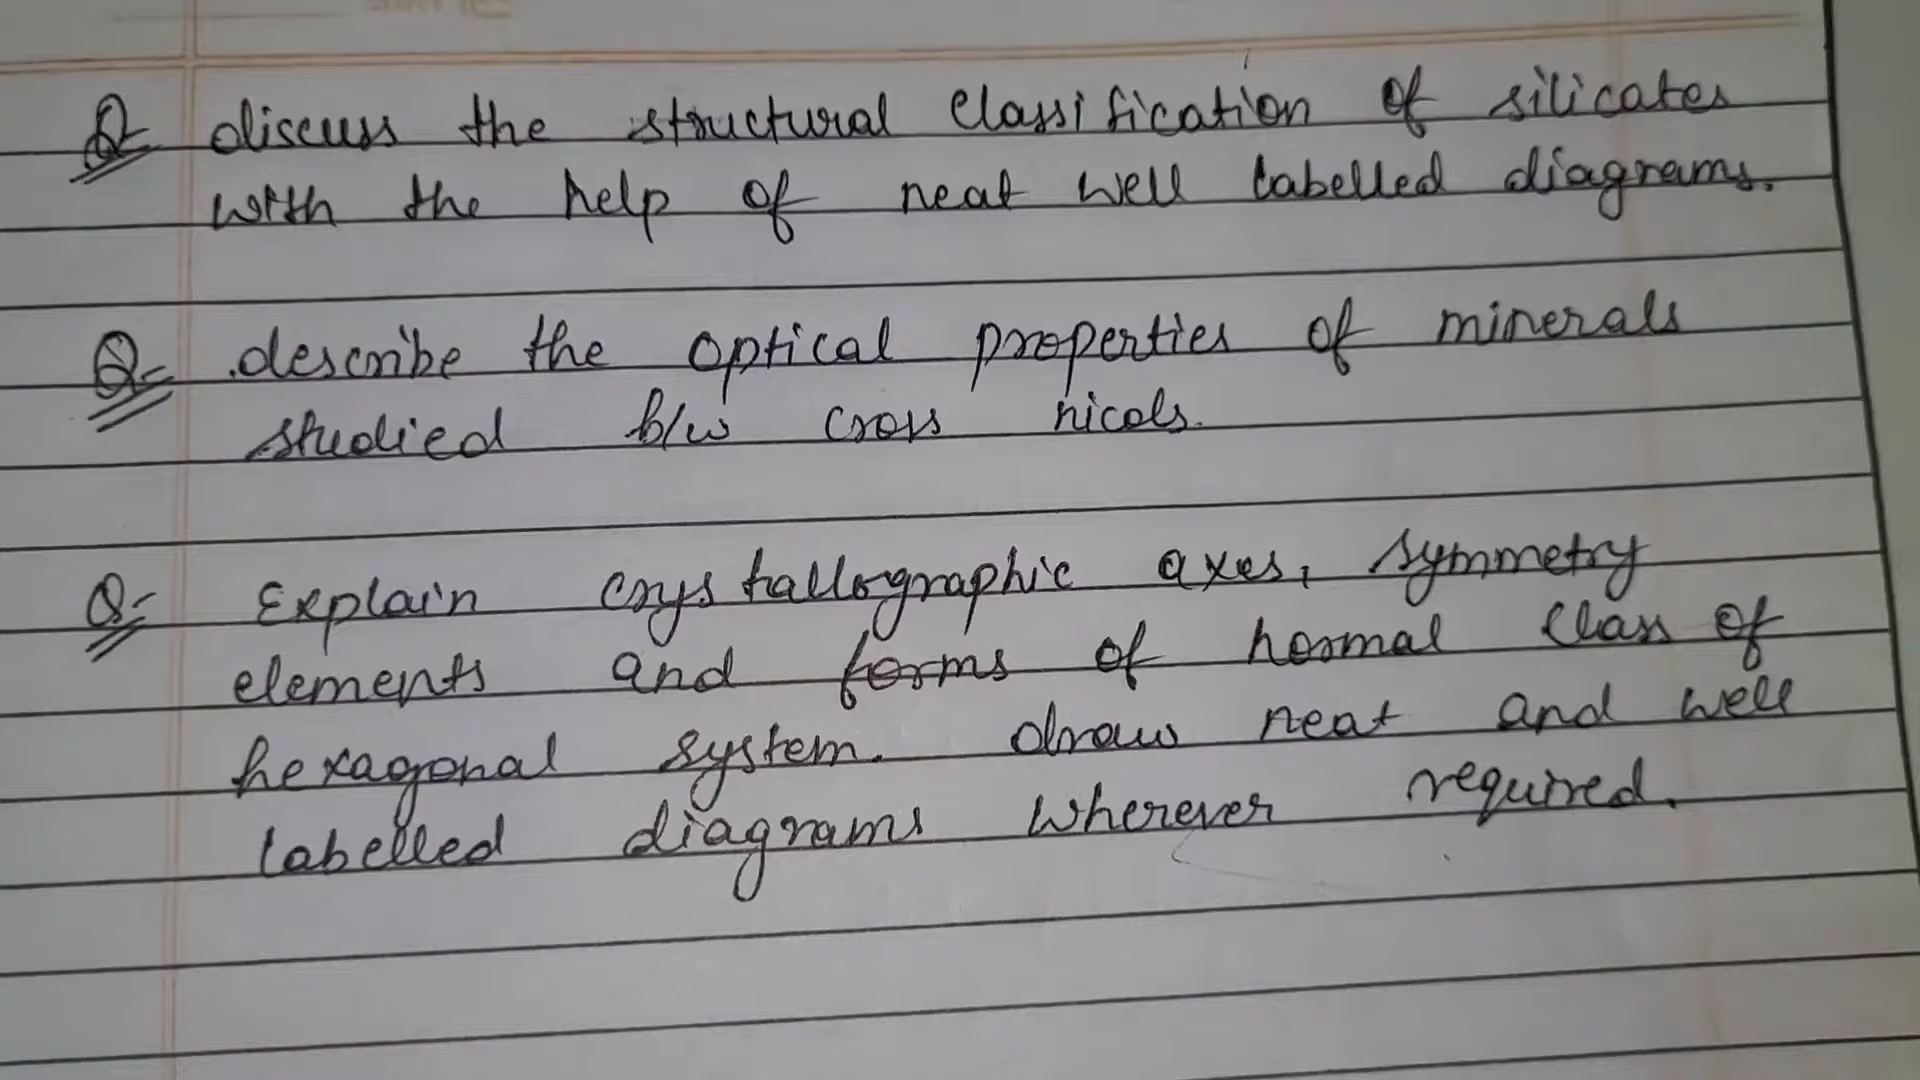 Q discuss the structural classification of silicates
with the help of neat well labelled diagrams.
Q= describe the optical properties of minerals
studied b/w cross nicols.
Q= Explain crystallographic axes, symmetry
elements and forms of normal class of
hexagonal system. draw neat and well
labelled diagrams wherever required.